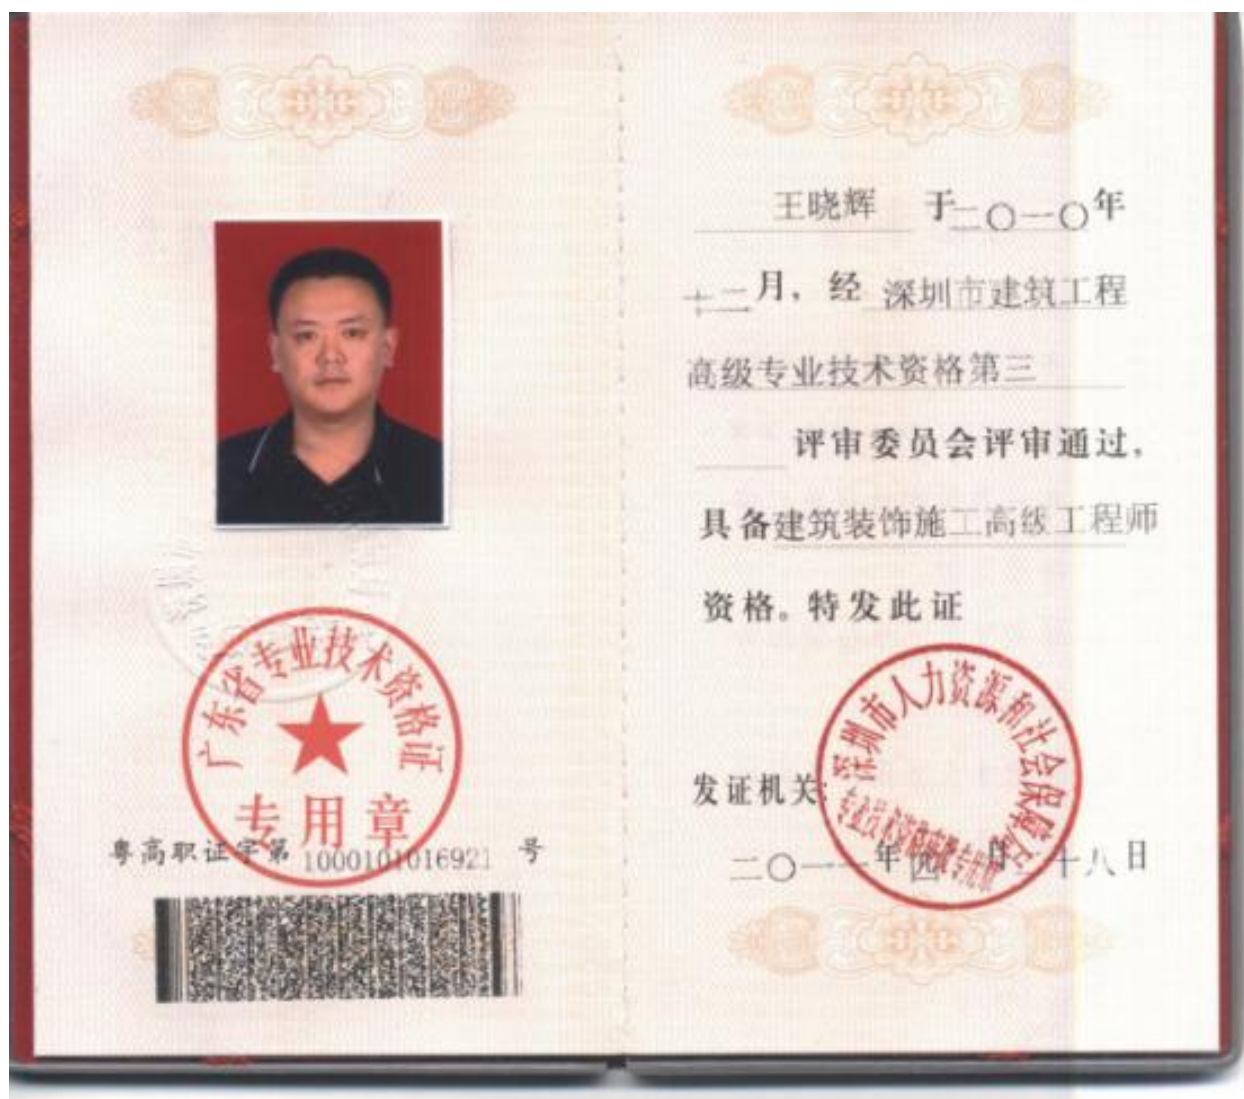 广东省专业技术资格证
专用章
粤高职证字第 1000101016921 号
王晓辉 于二〇一〇年
十二月，经 深圳市建筑工程
高级专业技术资格第三
评审委员会评审通过，
具备建筑装饰施工高级工程师
资格。特发此证
深圳市人力资源和社会保障局
发证机关：
二〇一一年四月二十八日